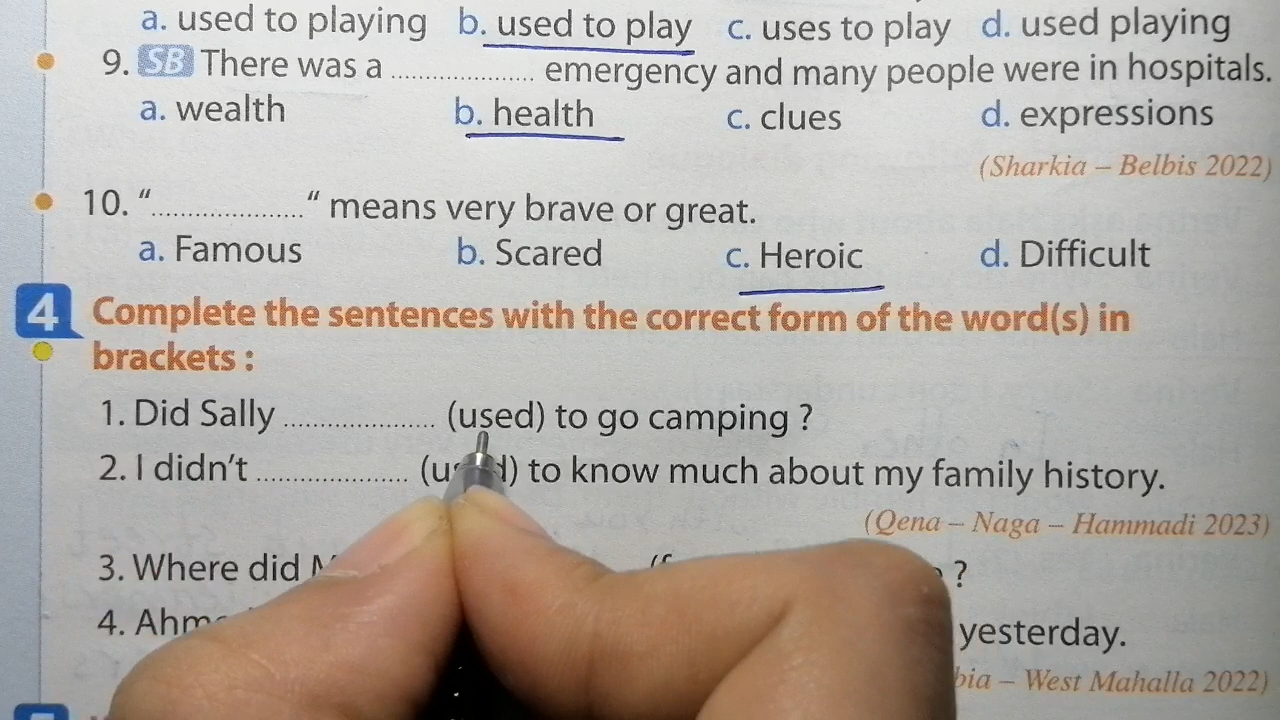 a. used to playing b. used to play c. uses to play d. used playing
9. SB There was a .................... emergency and many people were in hospitals.
a. wealth b. health c. clues d. expressions
(Sharkia – Belbis 2022)
10. “.....................“ means very brave or great.
a. Famous b. Scared c. Heroic d. Difficult
4 Complete the sentences with the correct form of the word(s) in
brackets :
1. Did Sally ..................... (used) to go camping ?
2. I didn’t ..................... to know much about my family history.
(Qena – Naga – Hammadi 2023)
3. Where did ?
4. yesterday.
– West Mahalla 2022)